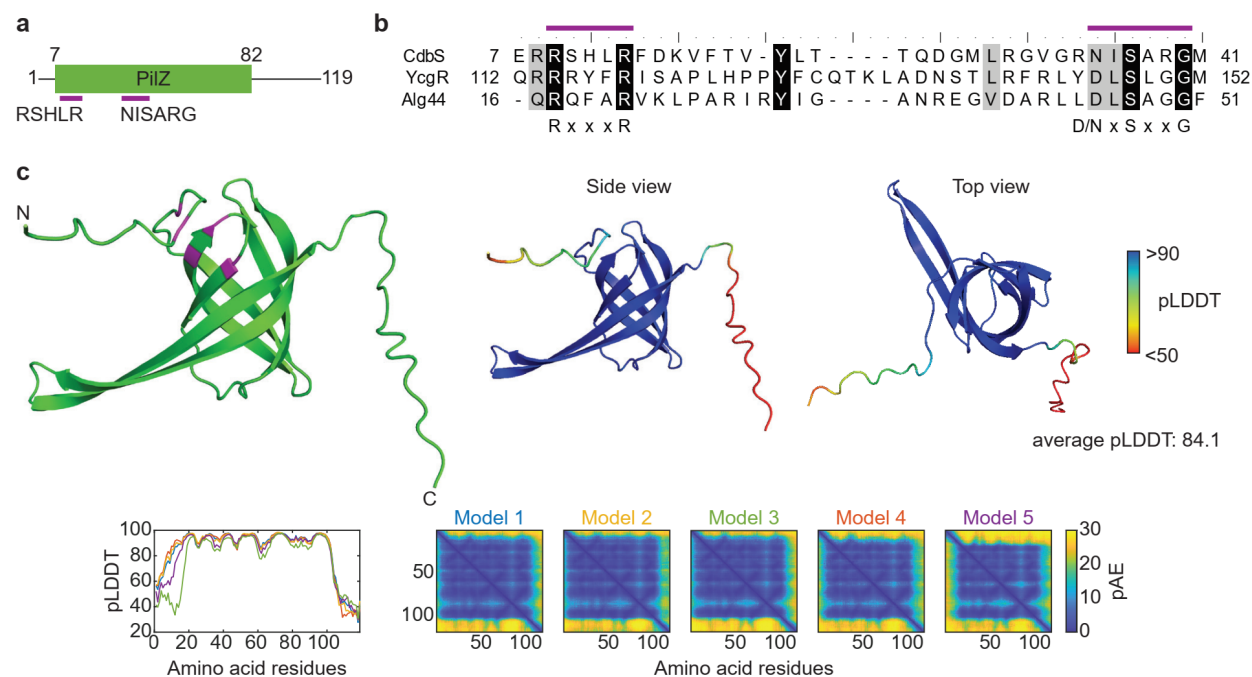 a
7 82
1 PilZ 119
RSHLR NISARG
b
CdbS 7 E R R S H L R F D K V F T V - Y L T - - - - T Q D G M L R G V G R N I S A R G M 41
YcgR 112 Q R R R Y F R I S A P L H P P Y F C Q T K L A D N S T L R F R L Y D L S L G G M 152
Alg44 16 - Q R Q F A R V K L P A R I R Y I G - - - - A N R E G V D A R L L D L S A G G F 51
R x x x R D/N x S x x G
c
N
C
Side view
Top view
>90
pLDDT
<50
average pLDDT: 84.1
pLDDT
100
80
60
40
20
0 20 40 60 80 100
Amino acid residues
Model 1 Model 2 Model 3 Model 4 Model 5
50
100
50 100 50 100 50 100 50 100 50 100
Amino acid residues
30
20
10
0
pAE